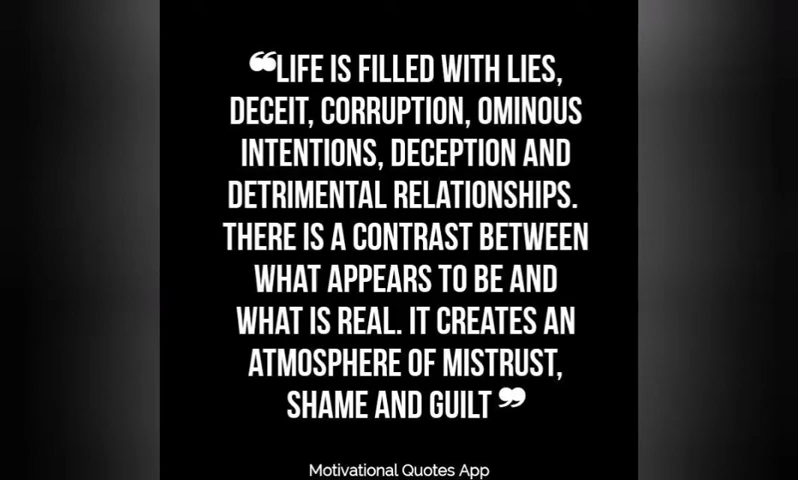 ❝LIFE IS FILLED WITH LIES,
DECEIT, CORRUPTION, OMINOUS
INTENTIONS, DECEPTION AND
DETRIMENTAL RELATIONSHIPS.
THERE IS A CONTRAST BETWEEN
WHAT APPEARS TO BE AND
WHAT IS REAL. IT CREATES AN
ATMOSPHERE OF MISTRUST,
SHAME AND GUILT❞
Motivational Quotes App